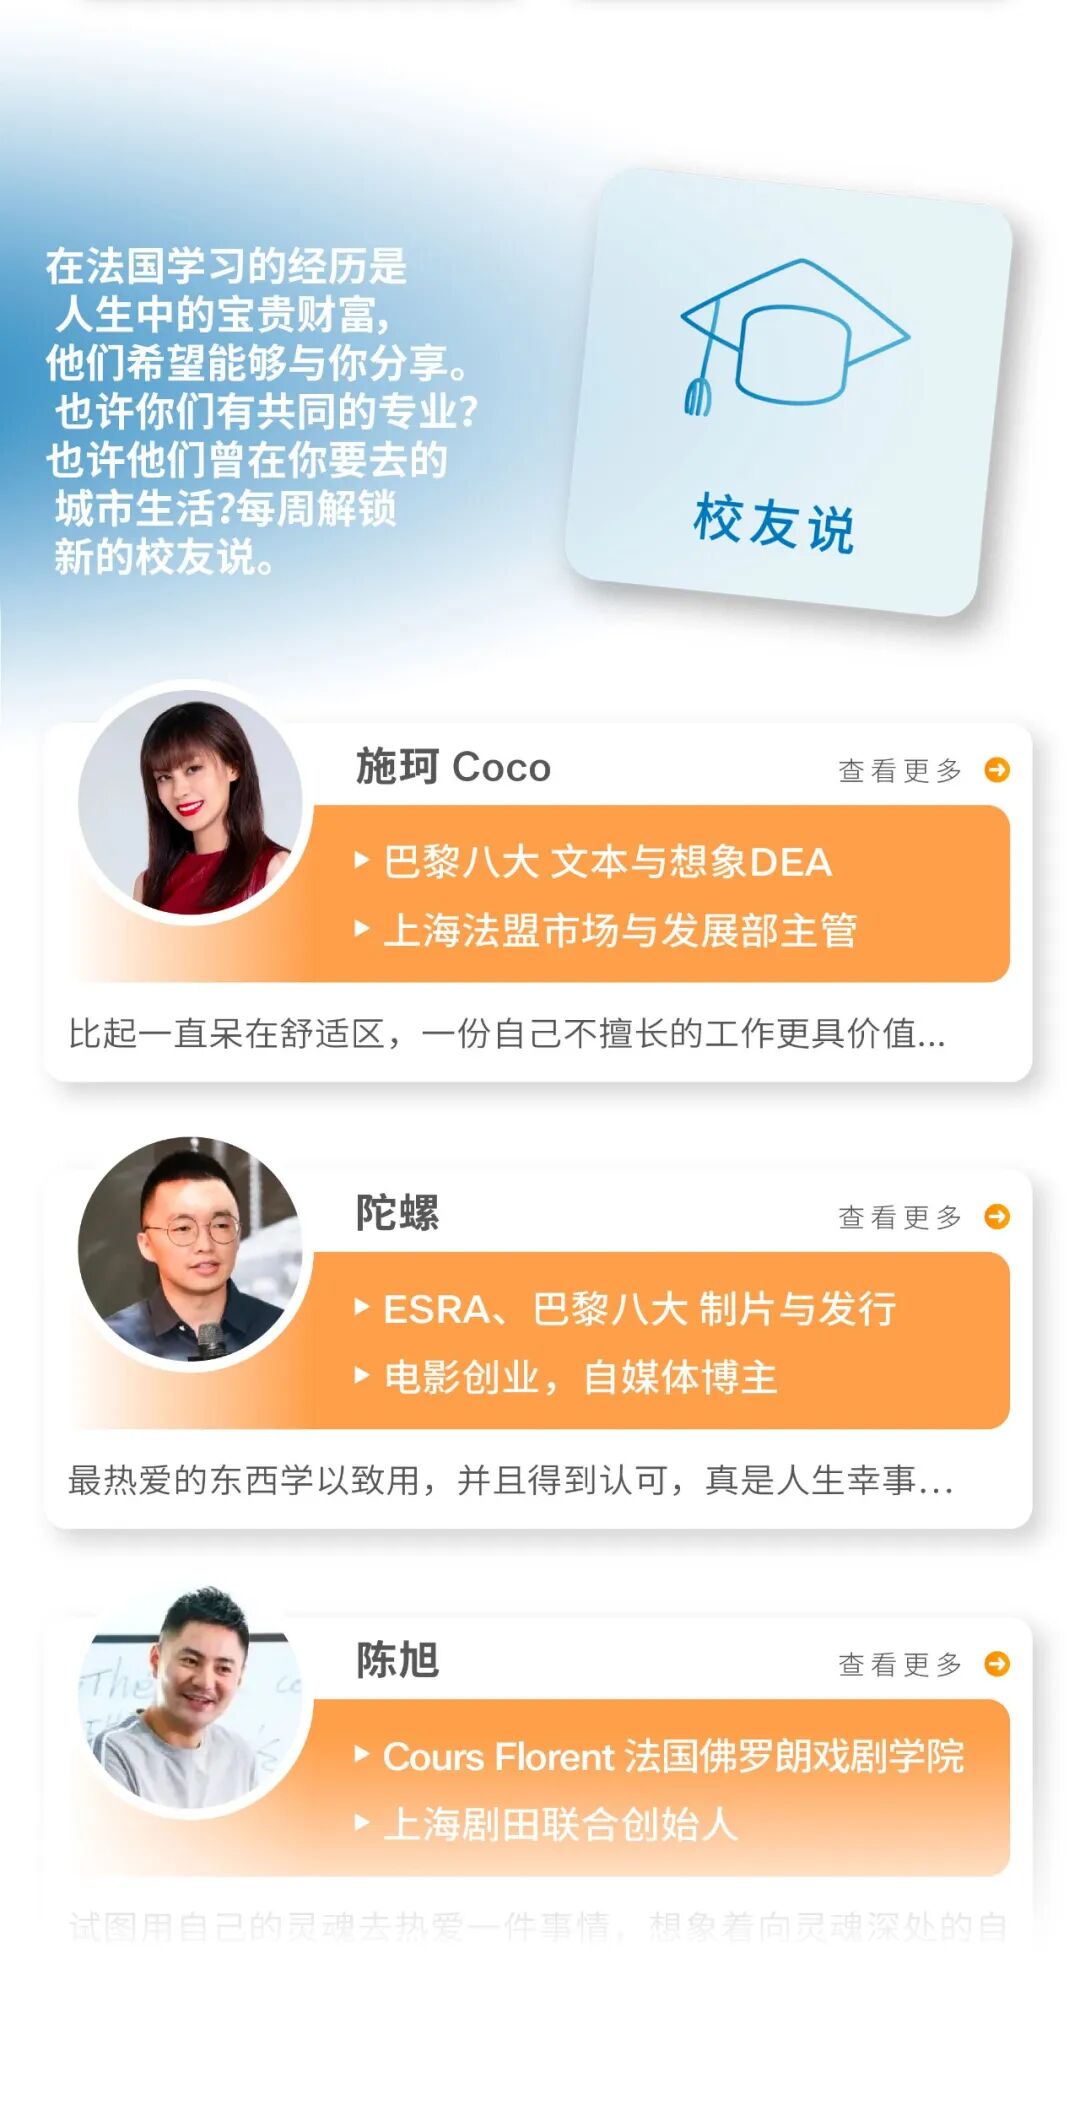 在法国学习的经历是
人生中的宝贵财富，
他们希望能够与你分享。
也许你们有共同的专业？
也许他们曾在你要去的
城市生活？每周解锁
新的校友说。
校友说
施珂 Coco
查看更多
巴黎八大 文本与想象DEA
上海法盟市场与发展部主管
比起一直呆在舒适区，一份自己不擅长的工作更具价值...
陀螺
查看更多
ESRA、巴黎八大 制片与发行
电影创业，自媒体博主
最热爱的东西学以致用，并且得到认可，真是人生幸事...
The
陈旭
查看更多
Cours Florent 法国佛罗朗戏剧学院
上海剧田联合创始人
试图用自己的灵魂去热爱一件事情，想象着向灵魂深处的自